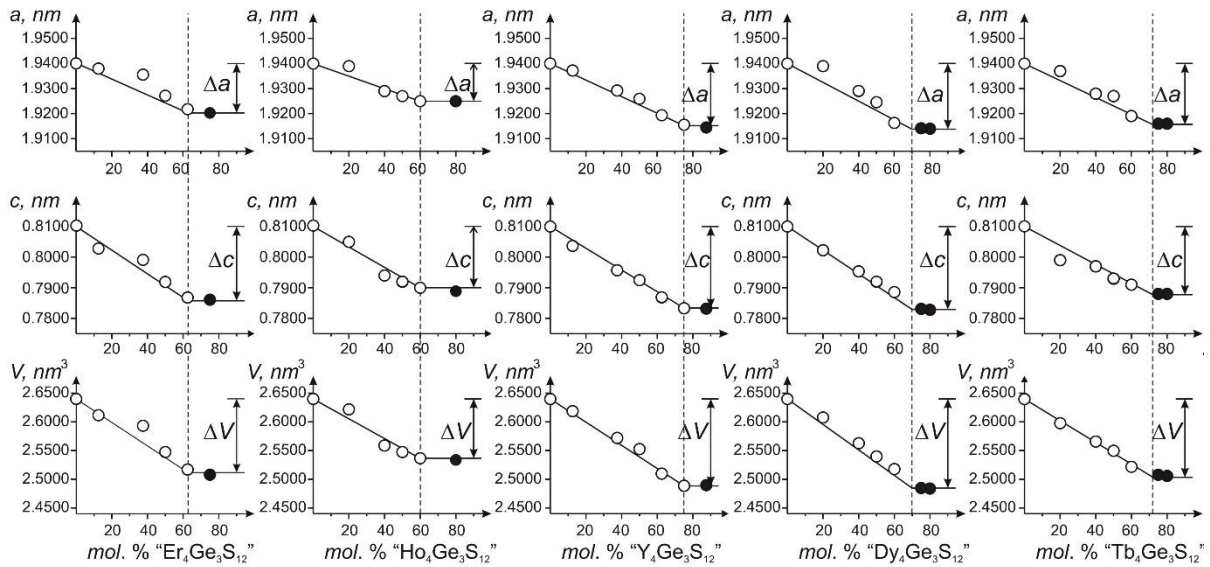 a, nm a, nm a, nm a, nm a, nm
1.9500 1.9500 1.9500 1.9500 1.9500
1.9400 1.9400 1.9400 1.9400 1.9400
1.9300 Δa 1.9300 Δa 1.9300 Δa 1.9300 Δa 1.9300 Δa
1.9200 1.9200 1.9200 1.9200 1.9200
1.9100 1.9100 1.9100 1.9100 1.9100
20 40 60 80 20 40 60 80 20 40 60 80 20 40 60 80 20 40 60 80
c, nm c, nm c, nm c, nm c, nm
0.8100 0.8100 0.8100 0.8100 0.8100
0.8000 Δc 0.8000 Δc 0.8000 Δc 0.8000 Δc 0.8000 Δc
0.7900 0.7900 0.7900 0.7900 0.7900
0.7800 0.7800 0.7800 0.7800 0.7800
20 40 60 80 20 40 60 80 20 40 60 80 20 40 60 80 20 40 60 80
V, nm³ V, nm³ V, nm³ V, nm³ V, nm³
2.6500 2.6500 2.6500 2.6500 2.6500
2.6000 2.6000 2.6000 2.6000 2.6000
2.5500 ΔV 2.5500 ΔV 2.5500 ΔV 2.5500 ΔV 2.5500 ΔV
2.5000 2.5000 2.5000 2.5000 2.5000
2.4500 2.4500 2.4500 2.4500 2.4500
20 40 60 80 20 40 60 80 20 40 60 80 20 40 60 80 20 40 60 80
mol. % "Er₄Ge₃S₁₂" mol. % "Ho₄Ge₃S₁₂" mol. % "Y₄Ge₃S₁₂" mol. % "Dy₄Ge₃S₁₂" mol. % "Tb₄Ge₃S₁₂"